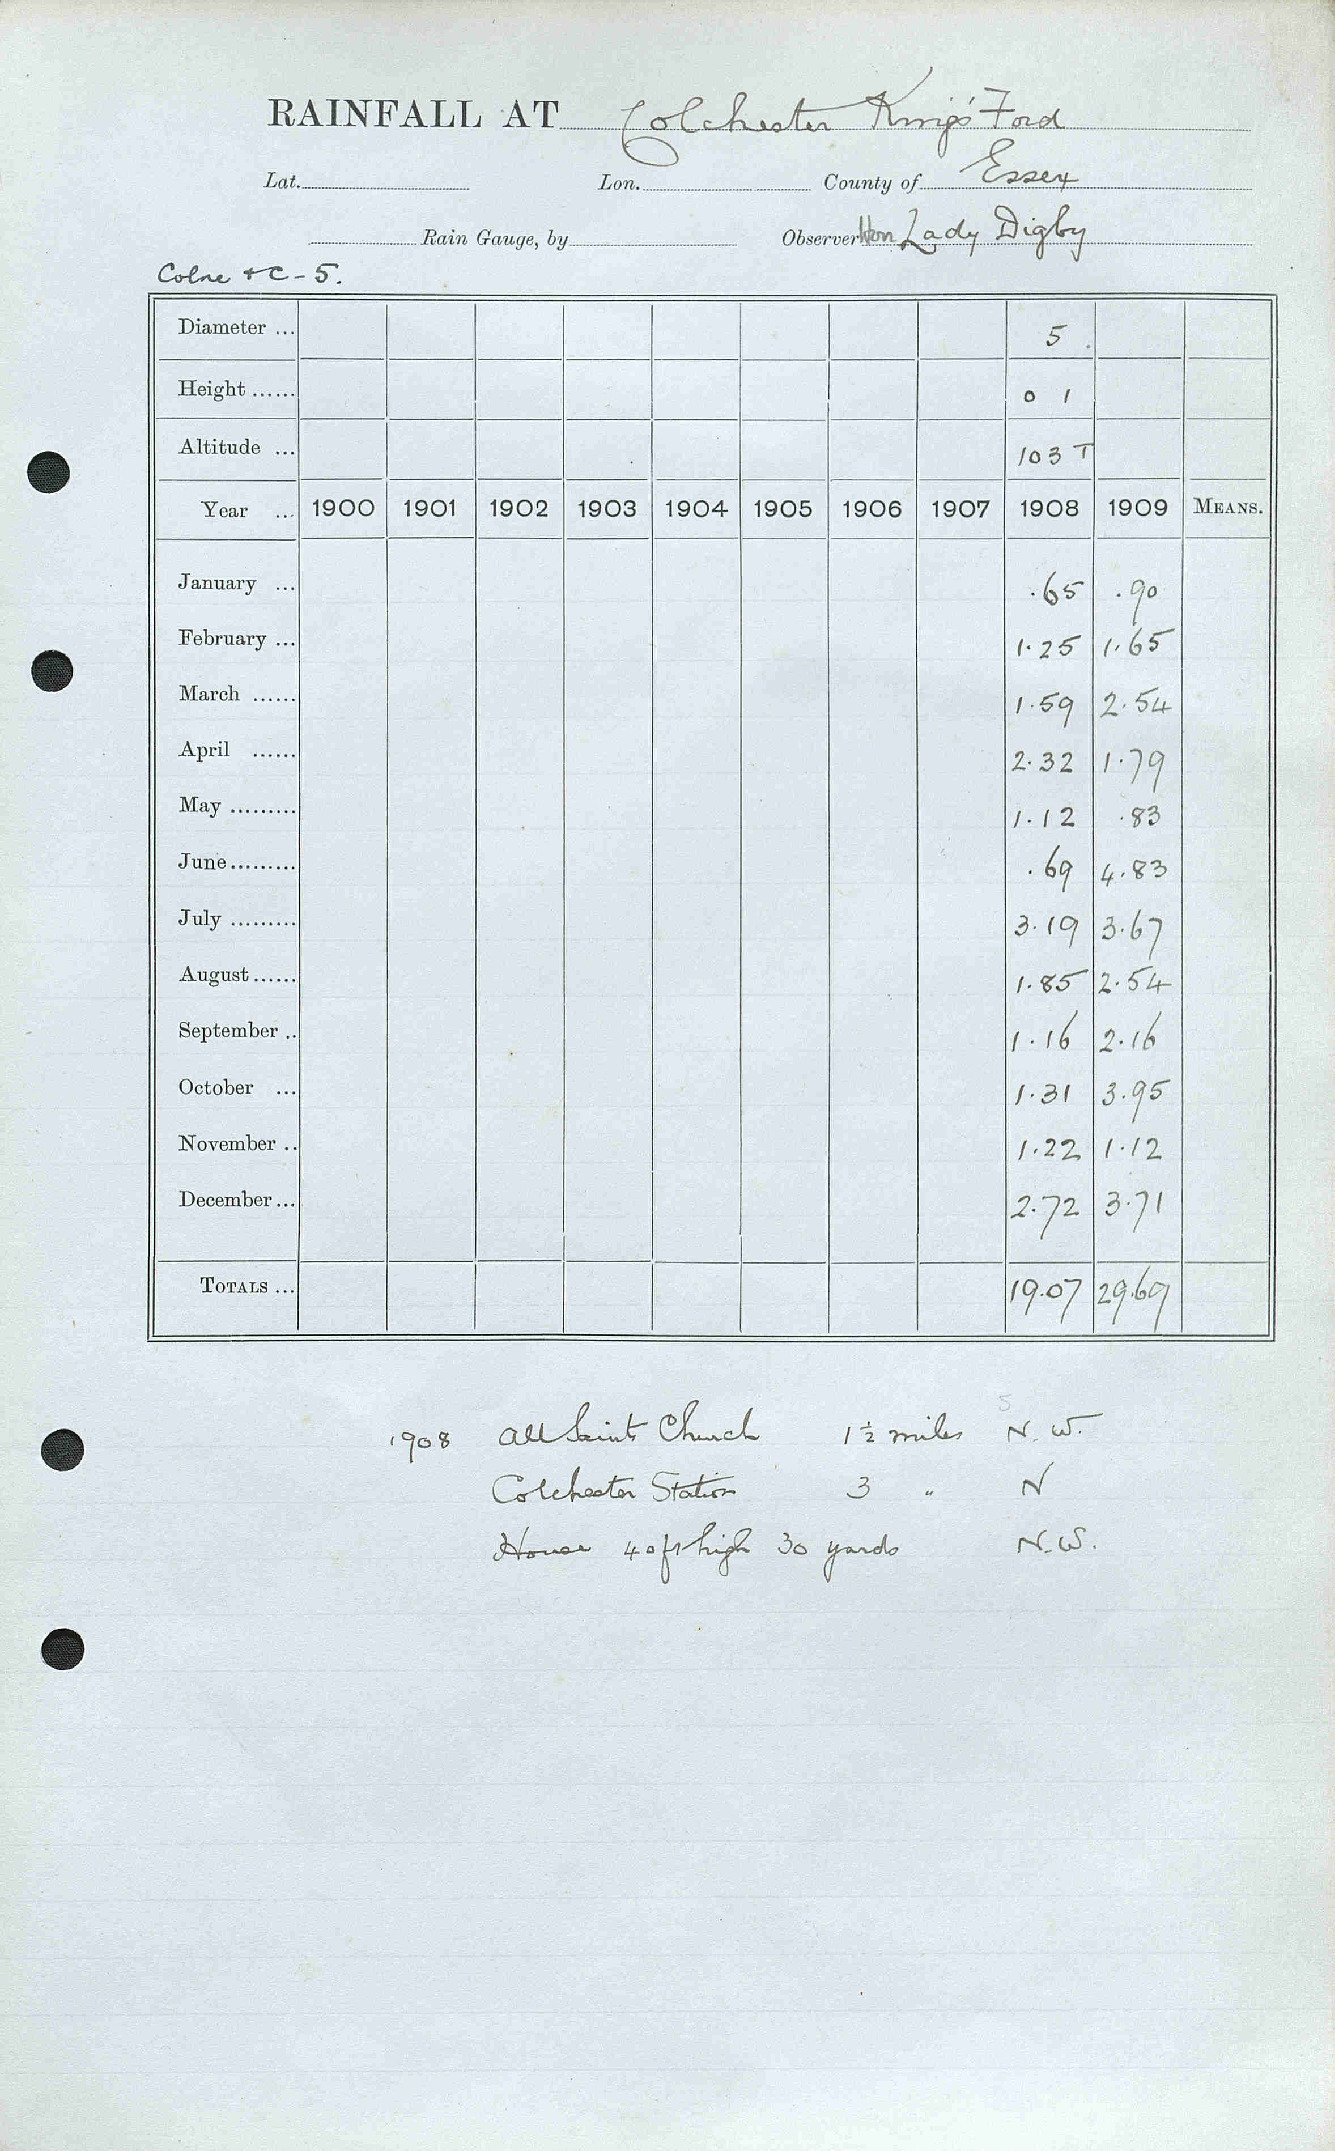 RAINFALL AT Colchester King's Ford
Lat. Lon. County of Essex
Rain Gauge, by Observer Hon Lady Digby
Colne & C - 5.
Diameter ... 5
Height ...... 0 1
Altitude ... 103 T
Year ... 1900 1901 1902 1903 1904 1905 1906 1907 1908 1909 MEANS.
January ... .65 .90
February ... 1.25 1.65
March ...... 1.59 2.54
April ...... 2.32 1.79
May ......... 1.12 .83
June ......... .69 4.83
July ......... 3.19 3.67
August ...... 1.85 2.54
September .. 1.16 2.16
October ... 1.31 3.95
November .. 1.22 1.12
December ... 2.72 3.71
TOTALS ... 19.07 29.69
1908 All Saints Church 1½ miles N.W.
Colchester Station 3 " N
House 40ft high 30 yards N.W.